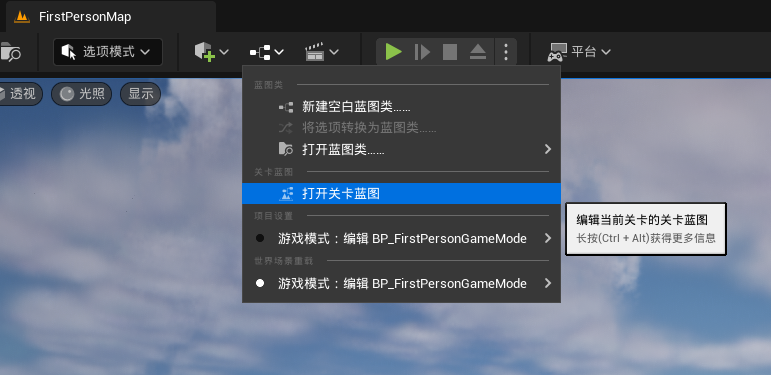 FirstPersonMap
选项模式
平台
透视
光照
显示
蓝图类
新建空白蓝图类......
将选项转换为蓝图类......
打开蓝图类......
关卡蓝图
打开关卡蓝图
编辑当前关卡的关卡蓝图
长按(Ctrl + Alt)获得更多信息
项目设置
游戏模式：编辑 BP_FirstPersonGameMode
世界场景重载
游戏模式：编辑 BP_FirstPersonGameMode